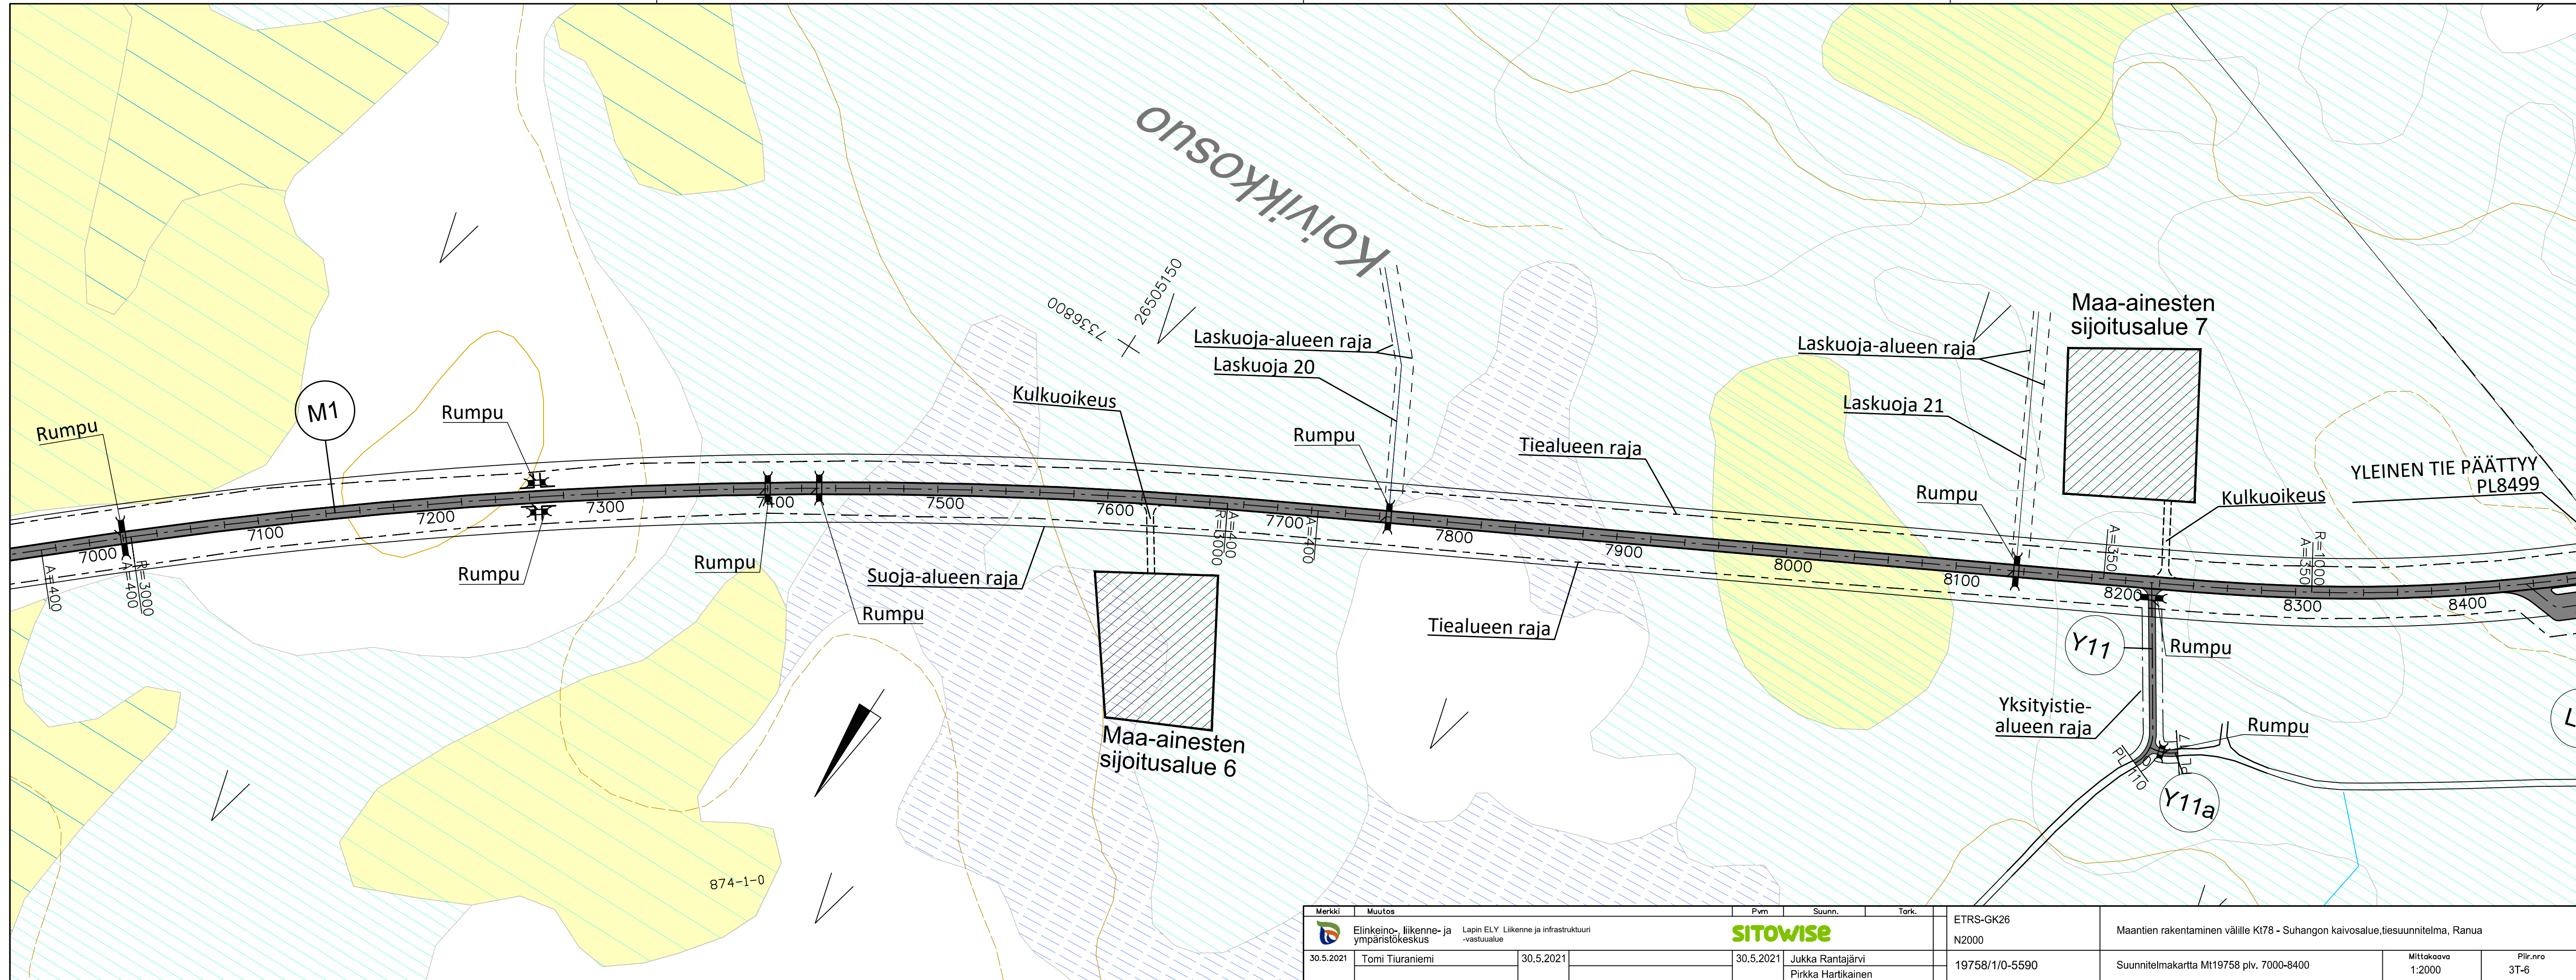 Koivikkosuo
7336800
26505150
Maa-ainesten
sijoitusalue 7
Laskuoja-alueen raja
Laskuoja 20
Laskuoja-alueen raja
Laskuoja 21
Kulkuoikeus
Rumpu
M1
Rumpu
Rumpu
Tiealueen raja
Rumpu
YLEINEN TIE PÄÄTTYY
PL8499
Kulkuoikeus
7000
7100
7200
7300
7400
7500
7600
7700
7800
7900
8000
8100
8200
8300
8400
A=400
A=400
R=3000
R=3000
A=400
A=400
A=350
A=350
R=1000
Rumpu
Rumpu
Rumpu
Suoja-alueen raja
Tiealueen raja
Y11
Rumpu
Yksityistie-
alueen raja
Rumpu
Y11a
Maa-ainesten
sijoitusalue 6
874-1-0
Merkki Muutos Pvm Suunn. Tark.
Elinkeino-, liikenne- ja
ympäristökeskus
Lapin ELY Liikenne ja infrastruktuuri
-vastuualue
sitowise
ETRS-GK26
N2000
Maantien rakentaminen välille Kt78 - Suhangon kaivosalue,tiesuunnitelma, Ranua
30.5.2021 Tomi Tiuraniemi 30.5.2021 30.5.2021 Jukka Rantajärvi
Pirkka Hartikainen
19758/1/0-5590
Suunnitelmakartta Mt19758 plv. 7000-8400
Mittakaava
1:2000
Piir.nro
3T-6